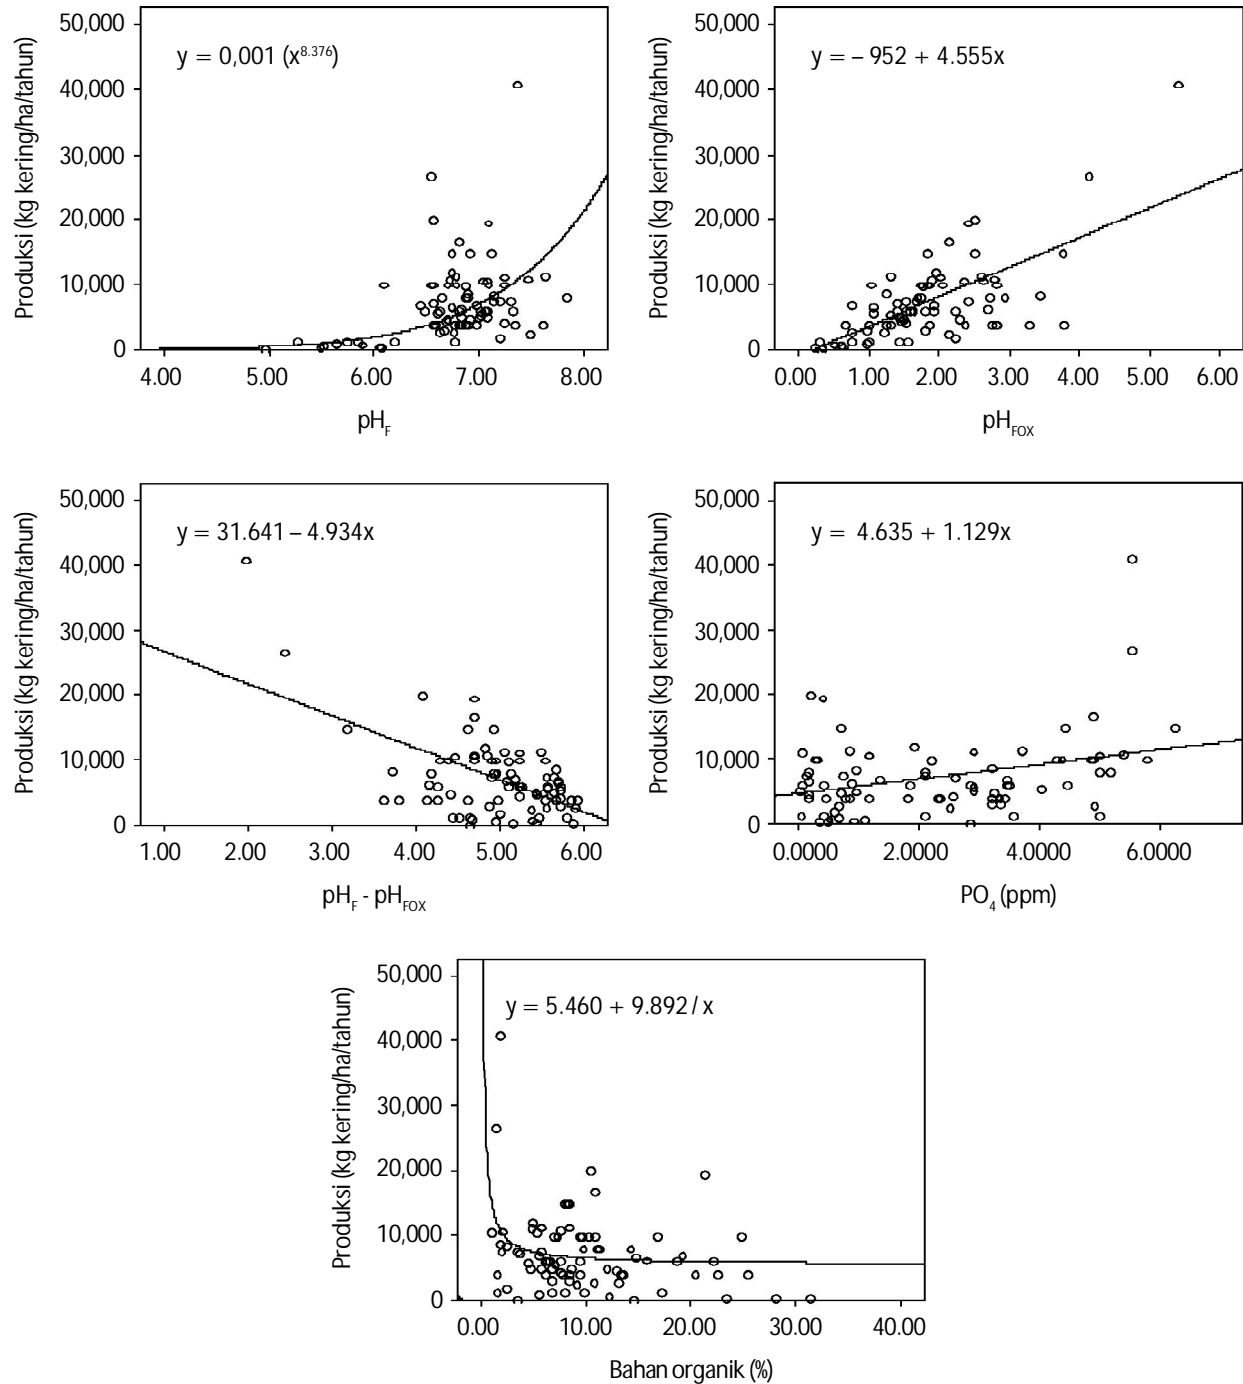 50,000
40,000
30,000
20,000
10,000
0
Produksi (kg kering/ha/tahun)
y = 0,001 (x^8.376)
4.00 5.00 6.00 7.00 8.00
pH_F
50,000
40,000
30,000
20,000
10,000
0
Produksi (kg kering/ha/tahun)
y = – 952 + 4.555x
0.00 1.00 2.00 3.00 4.00 5.00 6.00
pH_FOX
50,000
40,000
30,000
20,000
10,000
0
Produksi (kg kering/ha/tahun)
y = 31.641 – 4.934x
1.00 2.00 3.00 4.00 5.00 6.00
pH_F - pH_FOX
50,000
40,000
30,000
20,000
10,000
0
Produksi (kg kering/ha/tahun)
y = 4.635 + 1.129x
0.0000 2.0000 4.0000 6.0000
PO_4 (ppm)
50,000
40,000
30,000
20,000
10,000
0
Produksi (kg kering/ha/tahun)
y = 5.460 + 9.892/x
0.00 10.00 20.00 30.00 40.00
Bahan organik (%)